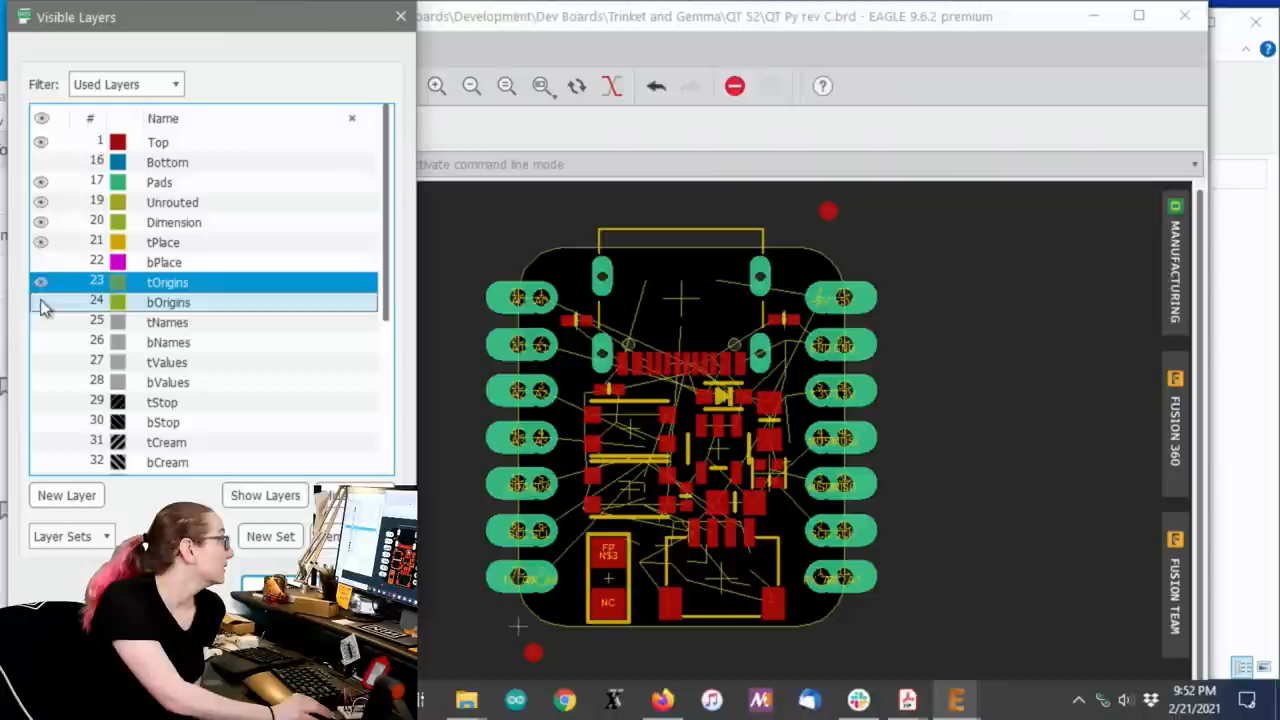 Visible Layers
oards\Development\Dev Boards\Trinket and Gemma\QT S2\QT Py rev C.brd - EAGLE 9.6.2 premium
Filter: Used Layers
# Name
1 Top
16 Bottom
17 Pads
19 Unrouted
20 Dimension
21 tPlace
22 bPlace
23 tOrigins
24 bOrigins
25 tNames
26 bNames
27 tValues
28 bValues
29 tStop
30 bStop
31 tCream
32 bCream
New Layer
Show Layers
Layer Sets
New Set
ctivate command line mode
FP
NC
MANUFACTURING
FUSION 360
FUSION TEAM
9:52 PM
2/21/2021